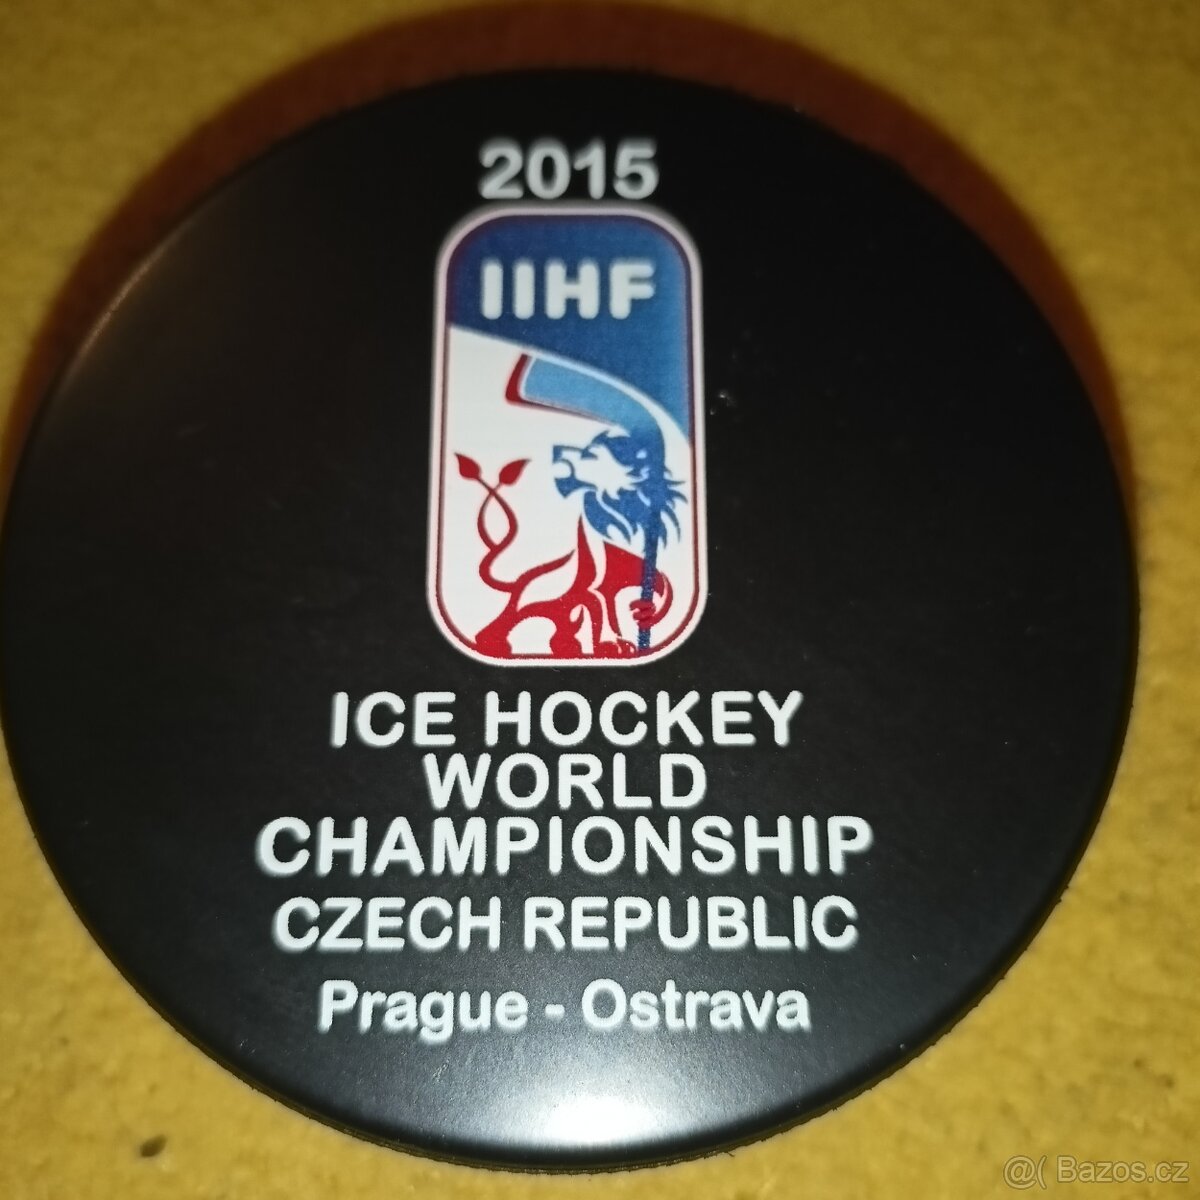 2015
IIHF
ICE HOCKEY
WORLD
CHAMPIONSHIP
CZECH REPUBLIC
Prague - Ostrava
@( Bazos.cz